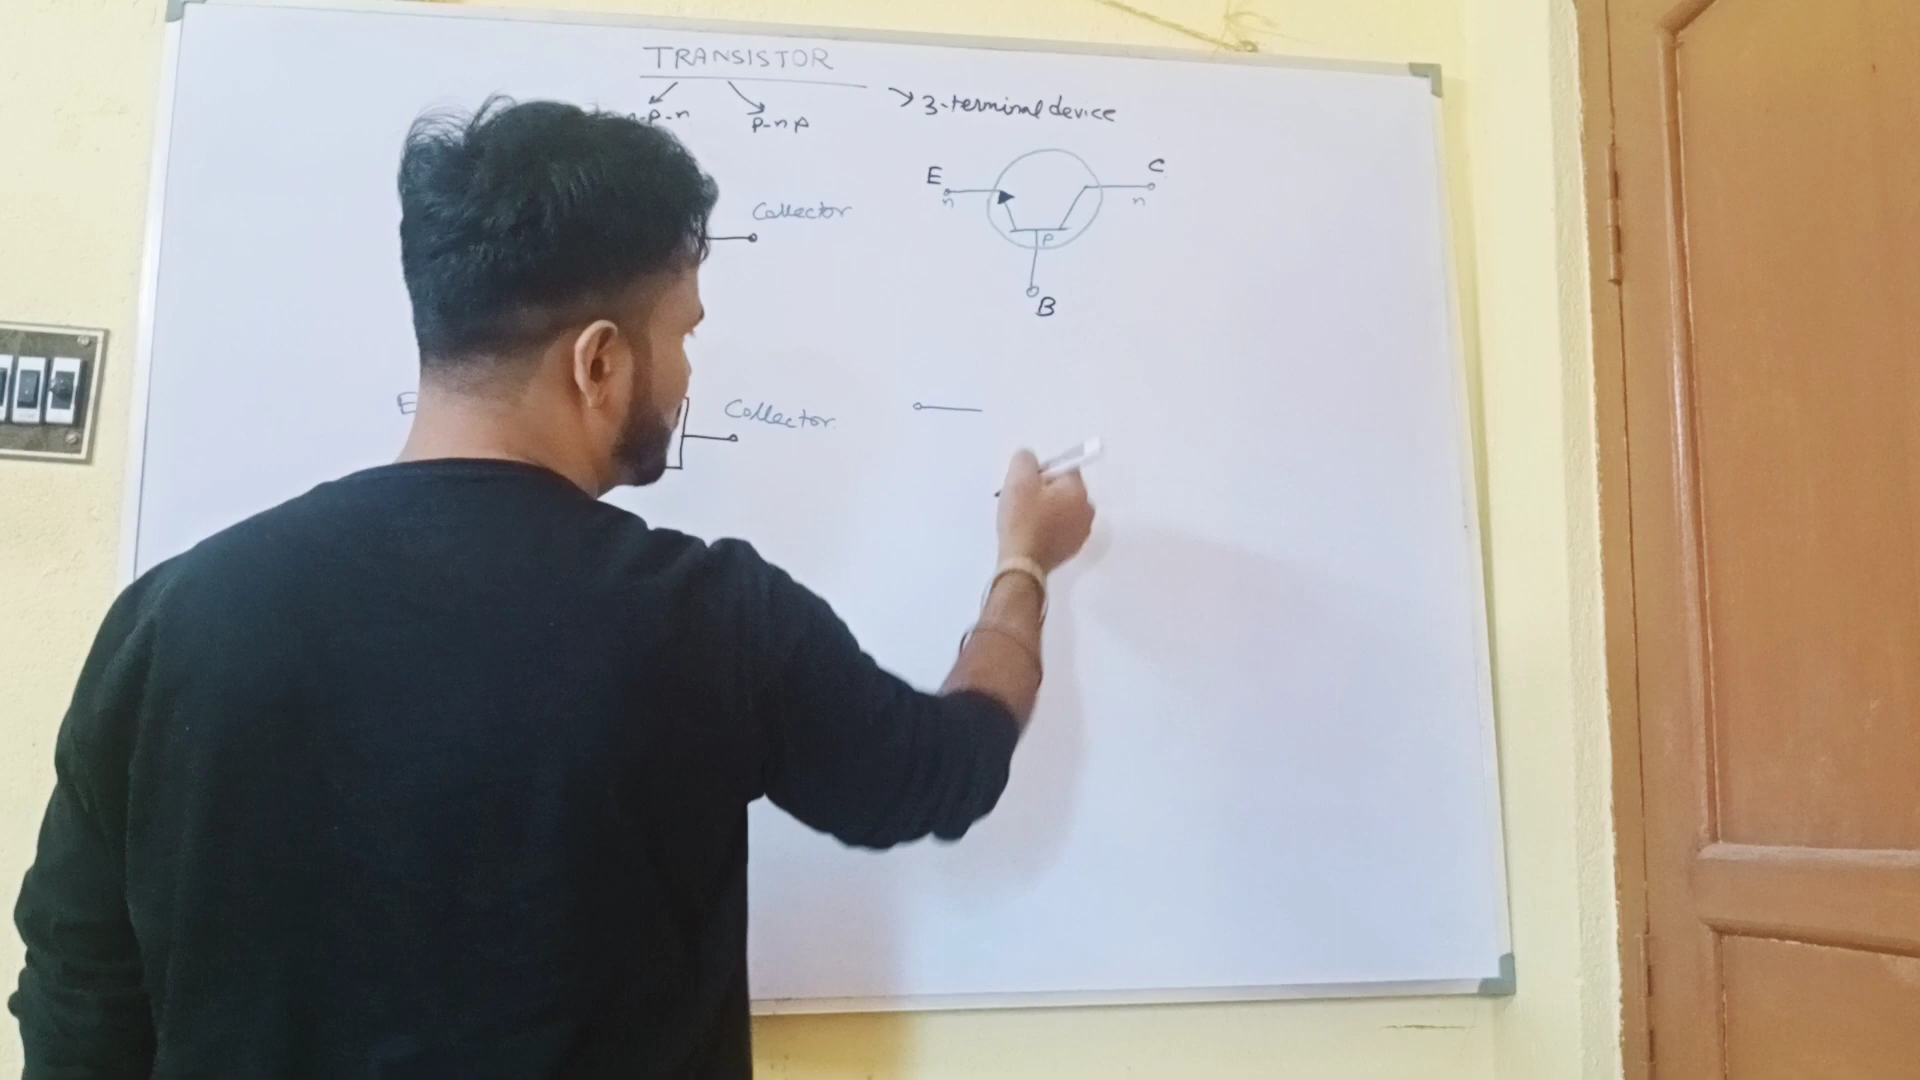 TRANSISTOR
3-terminal device
-p-n
p-n p
E
C
n
n
P
B
Collector
E
Collector